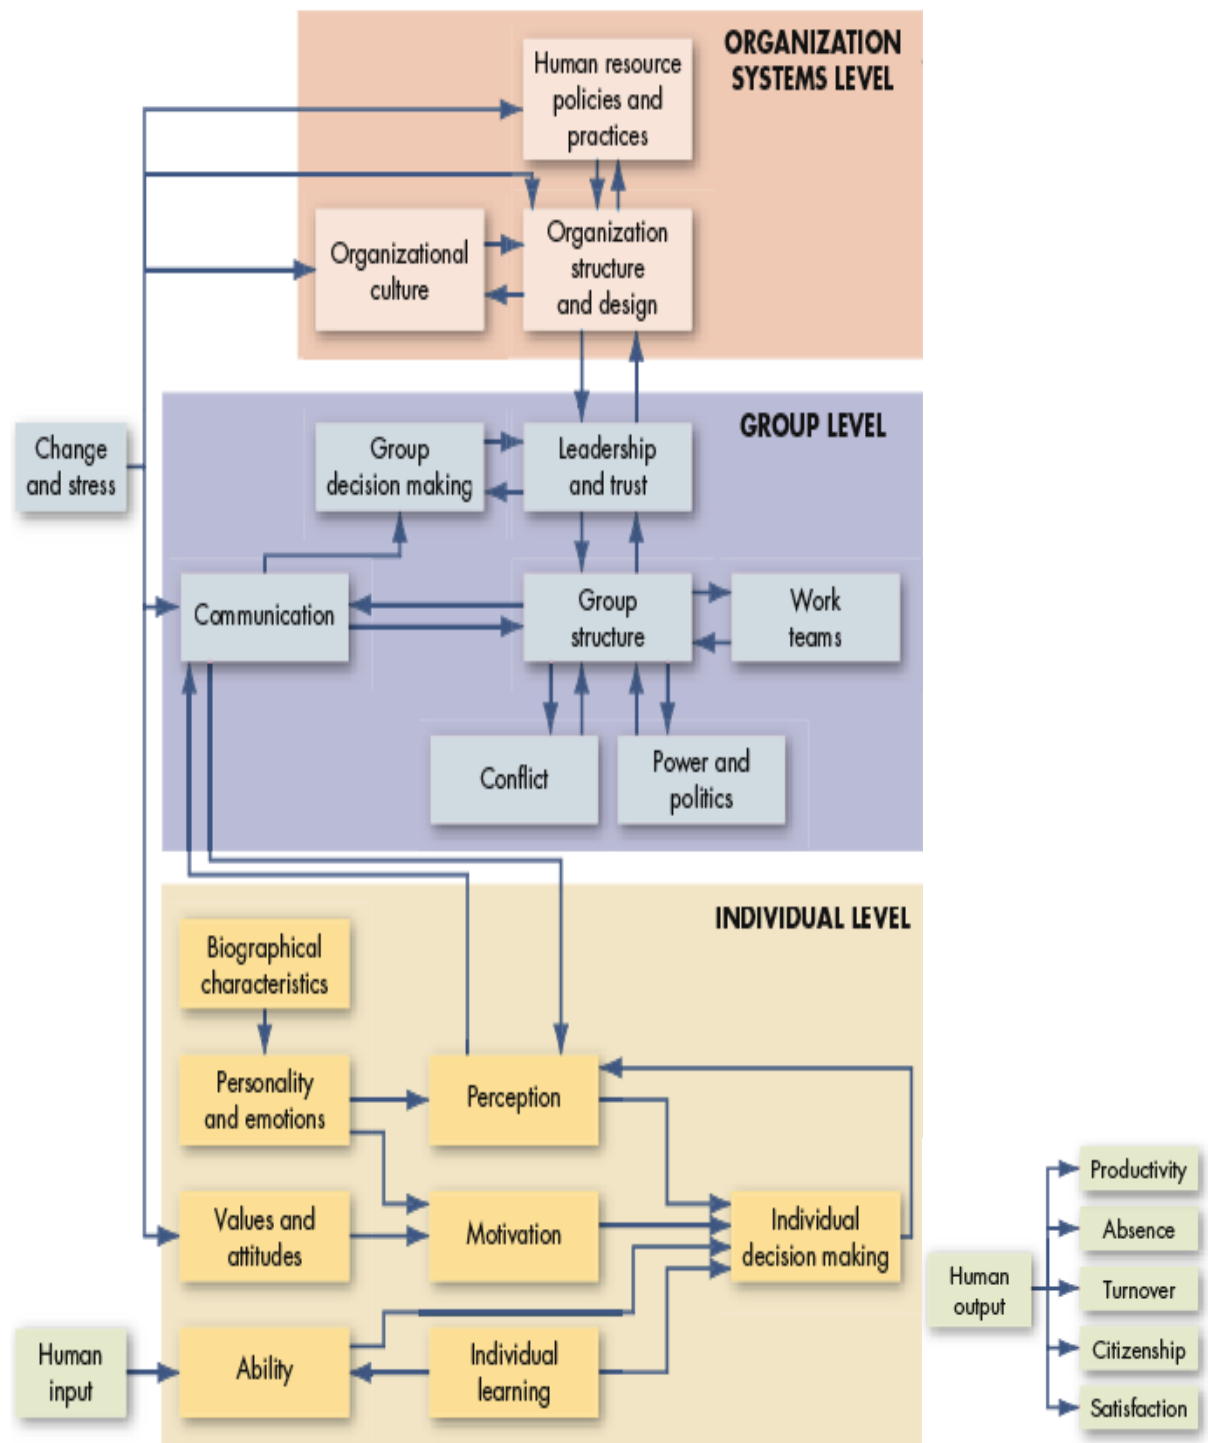 ORGANIZATION
SYSTEMS LEVEL
Human resource
policies and
practices
Organizational
culture
Organization
structure
and design
GROUP LEVEL
Change
and stress
Group
decision making
Leadership
and trust
Communication
Group
structure
Work
teams
Conflict
Power and
politics
INDIVIDUAL LEVEL
Biographical
characteristics
Personality
and emotions
Perception
Values and
attitudes
Motivation
Individual
decision making
Human
input
Ability
Individual
learning
Human
output
Productivity
Absence
Turnover
Citizenship
Satisfaction